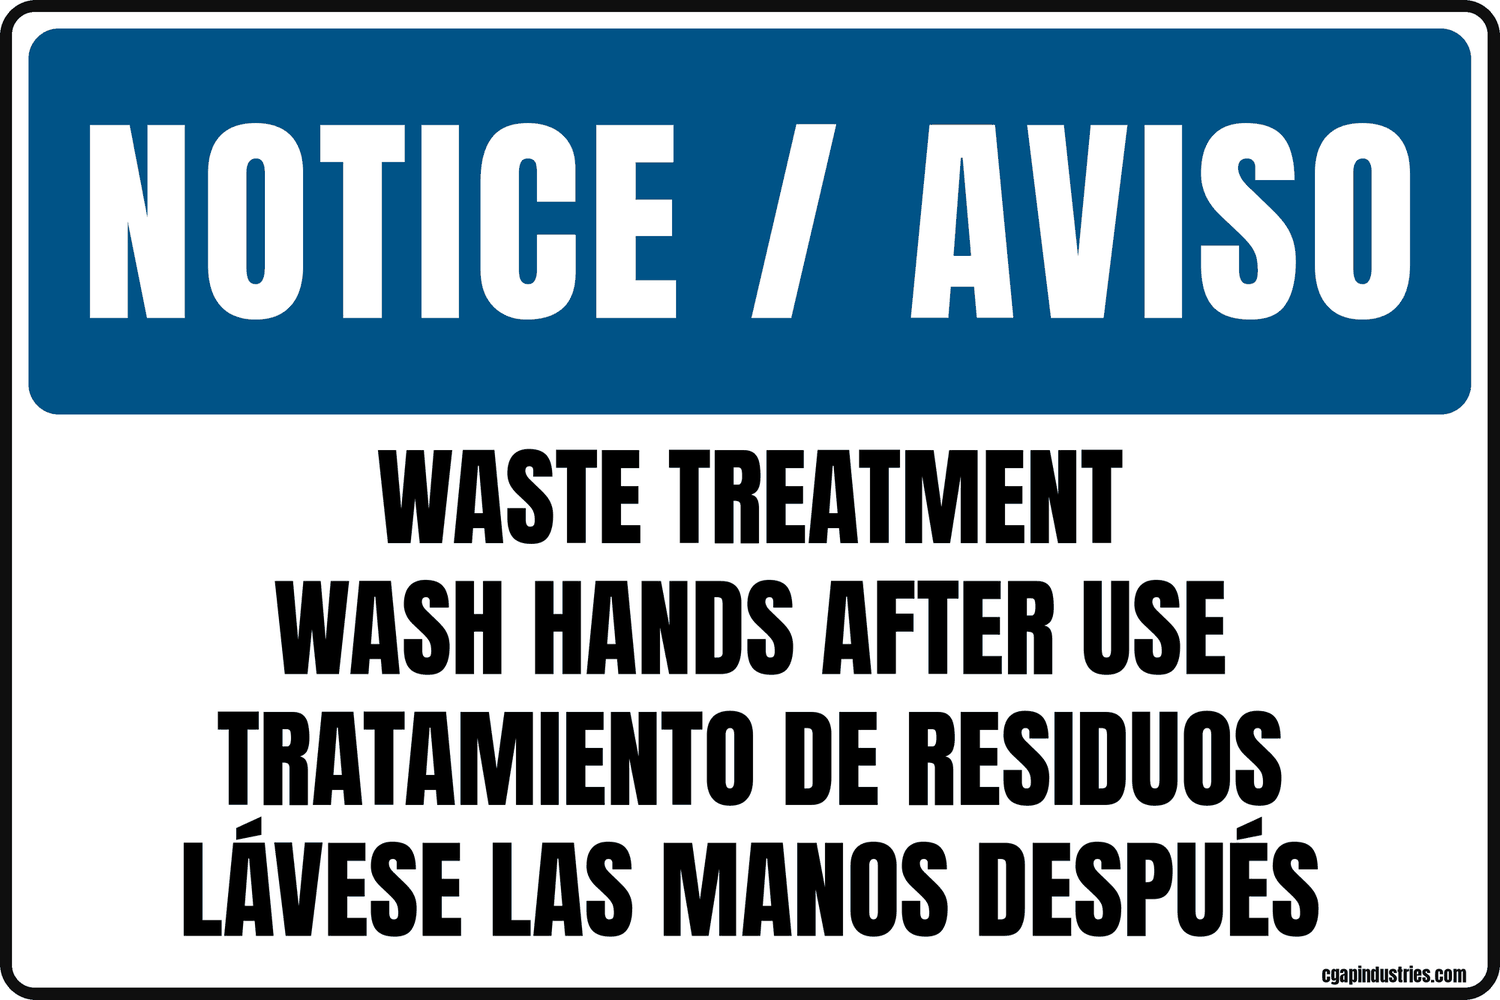 NOTICE / AVISO
WASTE TREATMENT
WASH HANDS AFTER USE
TRATAMIENTO DE RESIDUOS
LÁVESE LAS MANOS DESPUÉS
cgapindustries.com